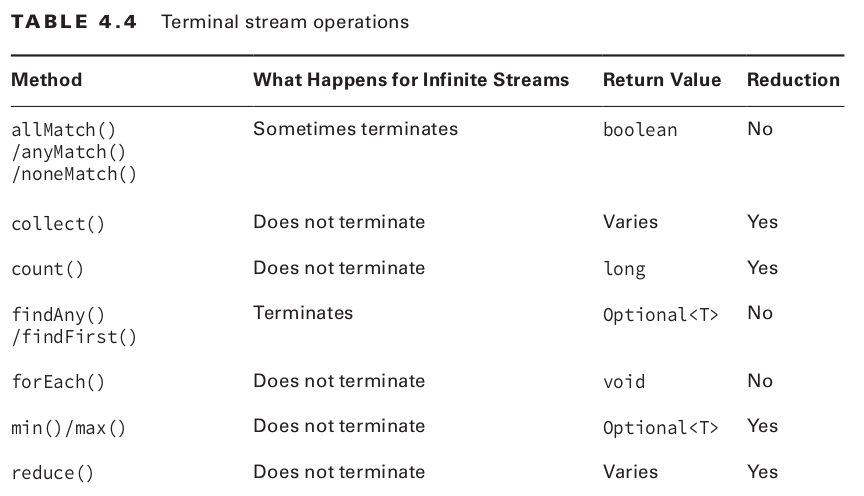 TABLE 4.4 Terminal stream operations
Method What Happens for Infinite Streams Return Value Reduction
allMatch() Sometimes terminates boolean No
/anyMatch()
/noneMatch()
collect() Does not terminate Varies Yes
count() Does not terminate long Yes
findAny() Terminates Optional<T> No
/findFirst()
forEach() Does not terminate void No
min()/max() Does not terminate Optional<T> Yes
reduce() Does not terminate Varies Yes